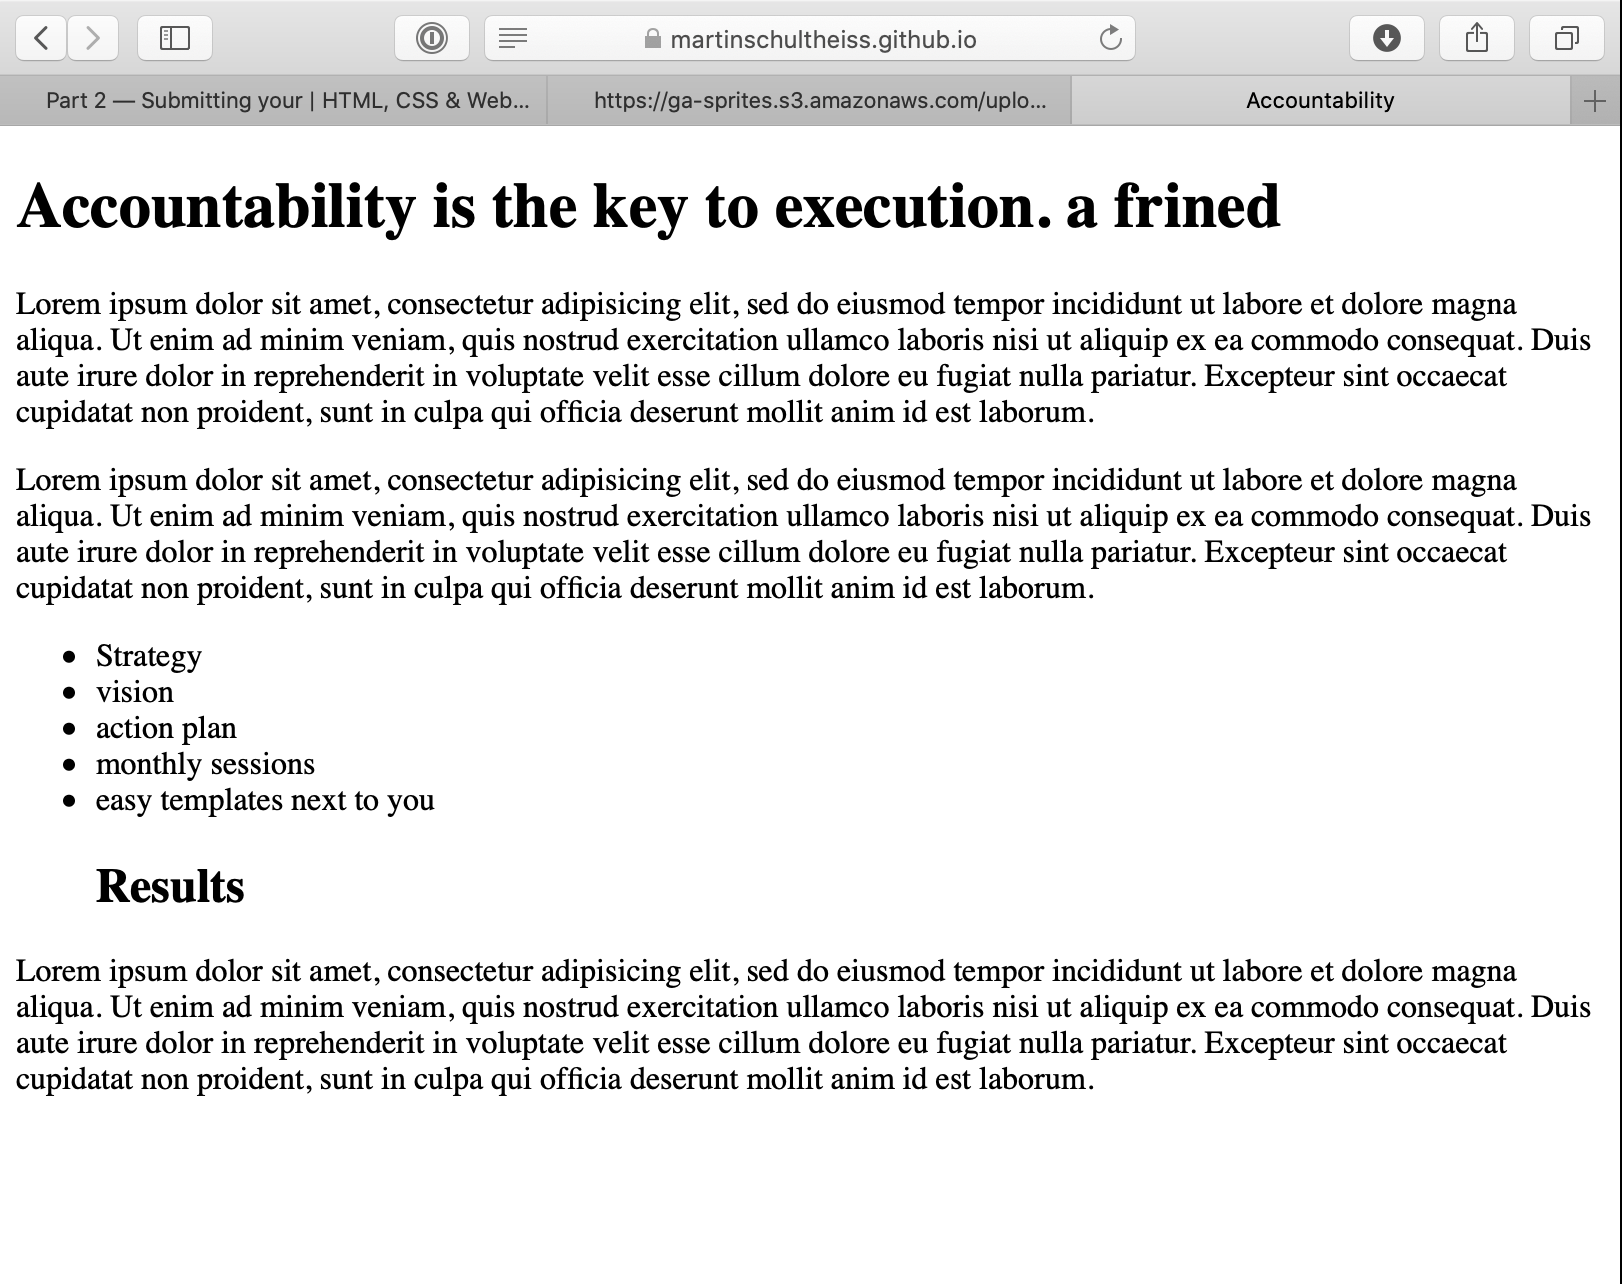 martinschultheiss.github.io
Part 2 — Submitting your | HTML, CSS & Web...
https://ga-sprites.s3.amazonaws.com/uplo...
Accountability
Accountability is the key to execution. a frined
Lorem ipsum dolor sit amet, consectetur adipisicing elit, sed do eiusmod tempor incididunt ut labore et dolore magna
aliqua. Ut enim ad minim veniam, quis nostrud exercitation ullamco laboris nisi ut aliquip ex ea commodo consequat. Duis
aute irure dolor in reprehenderit in voluptate velit esse cillum dolore eu fugiat nulla pariatur. Excepteur sint occaecat
cupidatat non proident, sunt in culpa qui officia deserunt mollit anim id est laborum.
Lorem ipsum dolor sit amet, consectetur adipisicing elit, sed do eiusmod tempor incididunt ut labore et dolore magna
aliqua. Ut enim ad minim veniam, quis nostrud exercitation ullamco laboris nisi ut aliquip ex ea commodo consequat. Duis
aute irure dolor in reprehenderit in voluptate velit esse cillum dolore eu fugiat nulla pariatur. Excepteur sint occaecat
cupidatat non proident, sunt in culpa qui officia deserunt mollit anim id est laborum.
• Strategy
• vision
• action plan
• monthly sessions
• easy templates next to you
Results
Lorem ipsum dolor sit amet, consectetur adipisicing elit, sed do eiusmod tempor incididunt ut labore et dolore magna
aliqua. Ut enim ad minim veniam, quis nostrud exercitation ullamco laboris nisi ut aliquip ex ea commodo consequat. Duis
aute irure dolor in reprehenderit in voluptate velit esse cillum dolore eu fugiat nulla pariatur. Excepteur sint occaecat
cupidatat non proident, sunt in culpa qui officia deserunt mollit anim id est laborum.